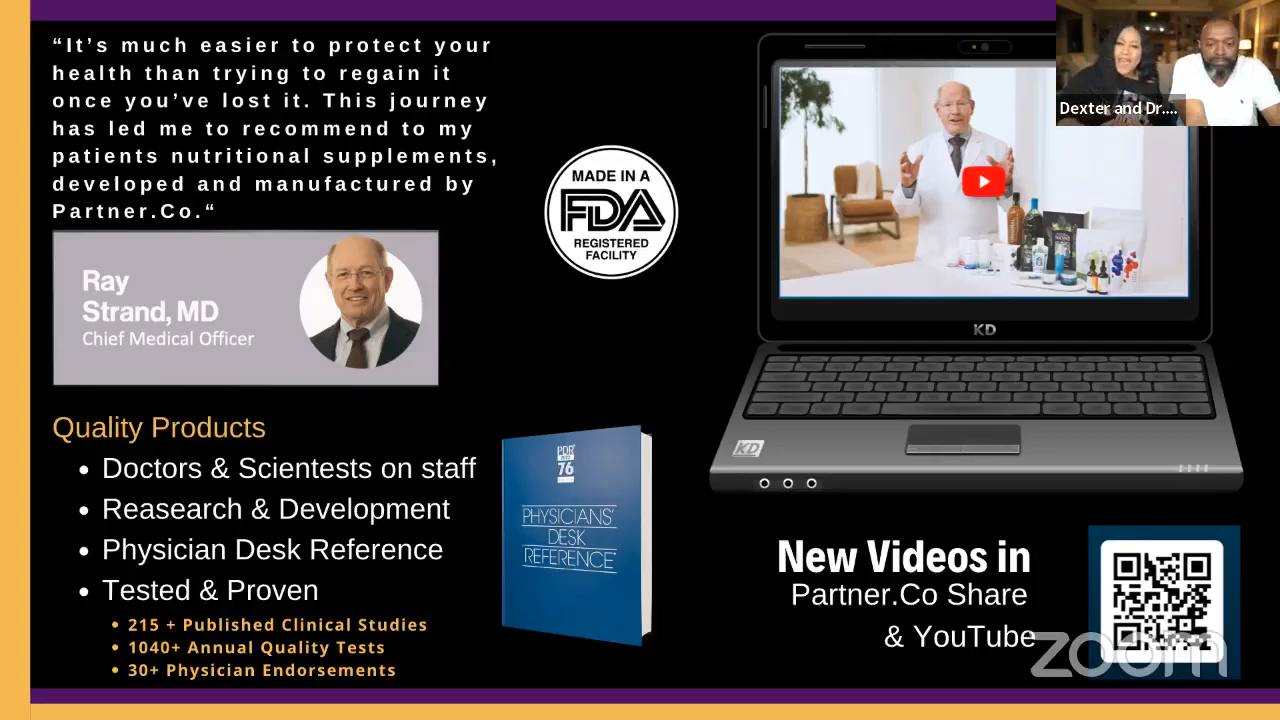 “It’s much easier to protect your
health than trying to regain it
once you’ve lost it. This journey
has led me to recommend to my
patients nutritional supplements,
developed and manufactured by
Partner.Co.“
Ray
Strand, MD
Chief Medical Officer
Quality Products
• Doctors & Scientests on staff
• Reasearch & Development
• Physician Desk Reference
• Tested & Proven
• 215 + Published Clinical Studies
• 1040+ Annual Quality Tests
• 30+ Physician Endorsements
MADE IN A
FDA
REGISTERED
FACILITY
PDR
76
PHYSICIANS’
DESK
REFERENCE
Dexter and Dr....
KD
KD
New Videos in
Partner.Co Share
& YouTube
zoom